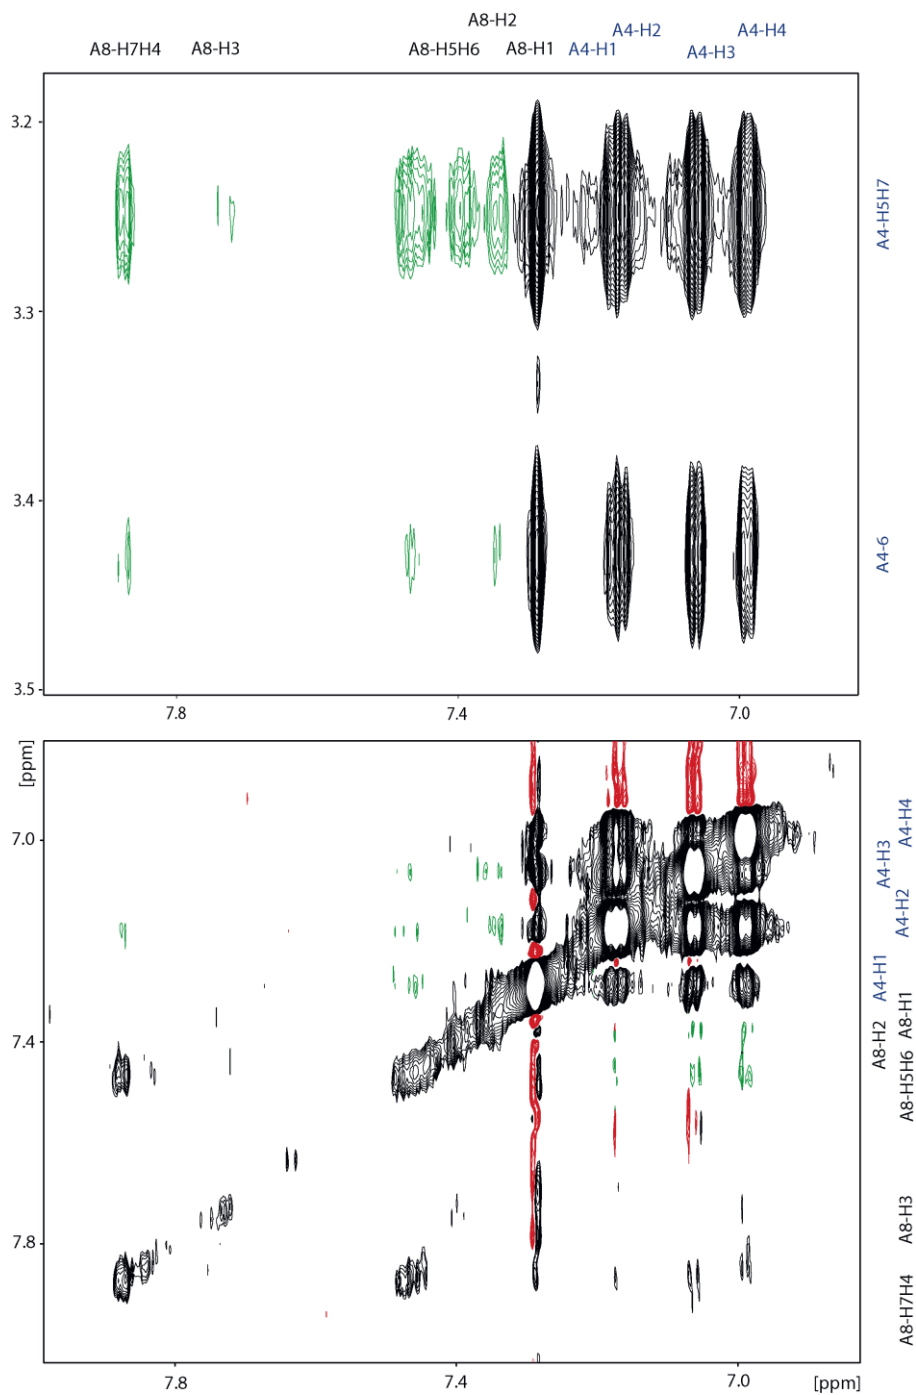 A8-H2
A4-H2
A4-H4
A8-H7H4
A8-H3
A8-H5H6
A8-H1
A4-H1
A4-H3
3.2
A4-H5H7
3.3
3.4
A4-6
3.5
7.8
7.4
7.0
[ppm]
7.0
A4-H3
A4-H4
A4-H2
A4-H1
7.4
A8-H2
A8-H1
A8-H5H6
7.8
A8-H3
A8-H7H4
7.8
7.4
7.0
[ppm]